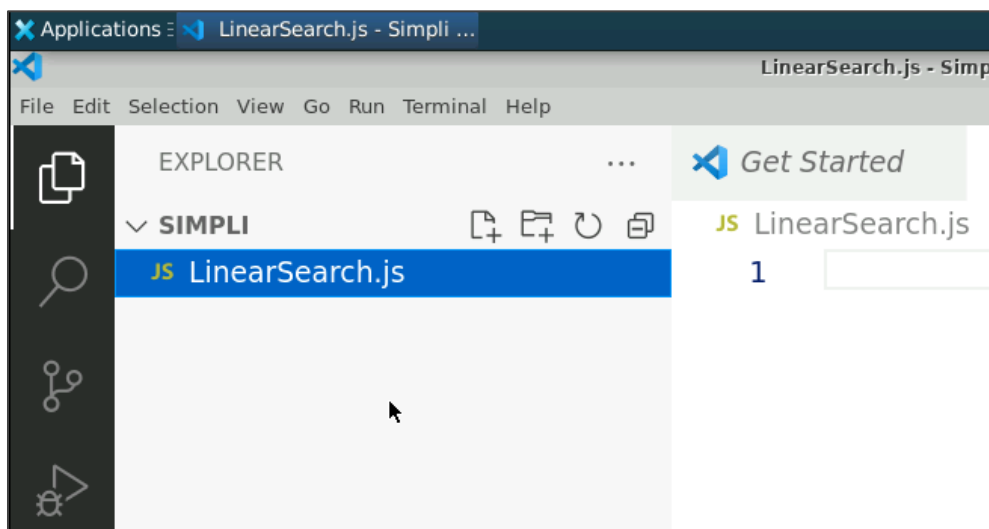 Applications LinearSearch.js - Simpli ...
LinearSearch.js - Simp
File Edit Selection View Go Run Terminal Help
EXPLORER ...
Get Started
SIMPLI
JS LinearSearch.js
JS LinearSearch.js
1